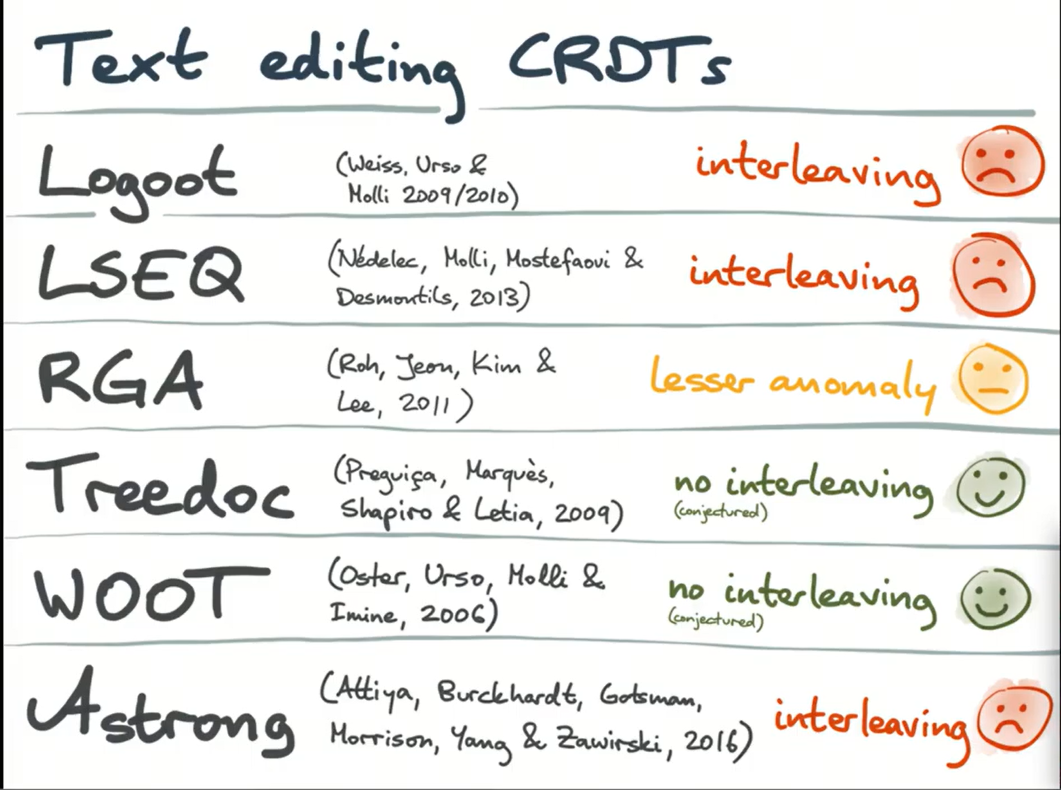 Text editing CRDTs
Logoot (Weiss, Urso & interleaving
Molli 2009/2010)
LSEQ (Nédelec, Molli, Mostefaoui & interleaving
Desmontils, 2013)
RGA (Roh, Jeon, Kim & lesser anomaly
Lee, 2011)
Treedoc (Preguiça, Marquès, no interleaving
Shapiro & Letia, 2009) (conjectured)
WOOT (Oster, Urso, Molli & no interleaving
Imine, 2006) (conjectured)
Astrong (Attiya, Burckhardt, Gotsman, interleaving
Morrison, Yang & Zawirski, 2016)